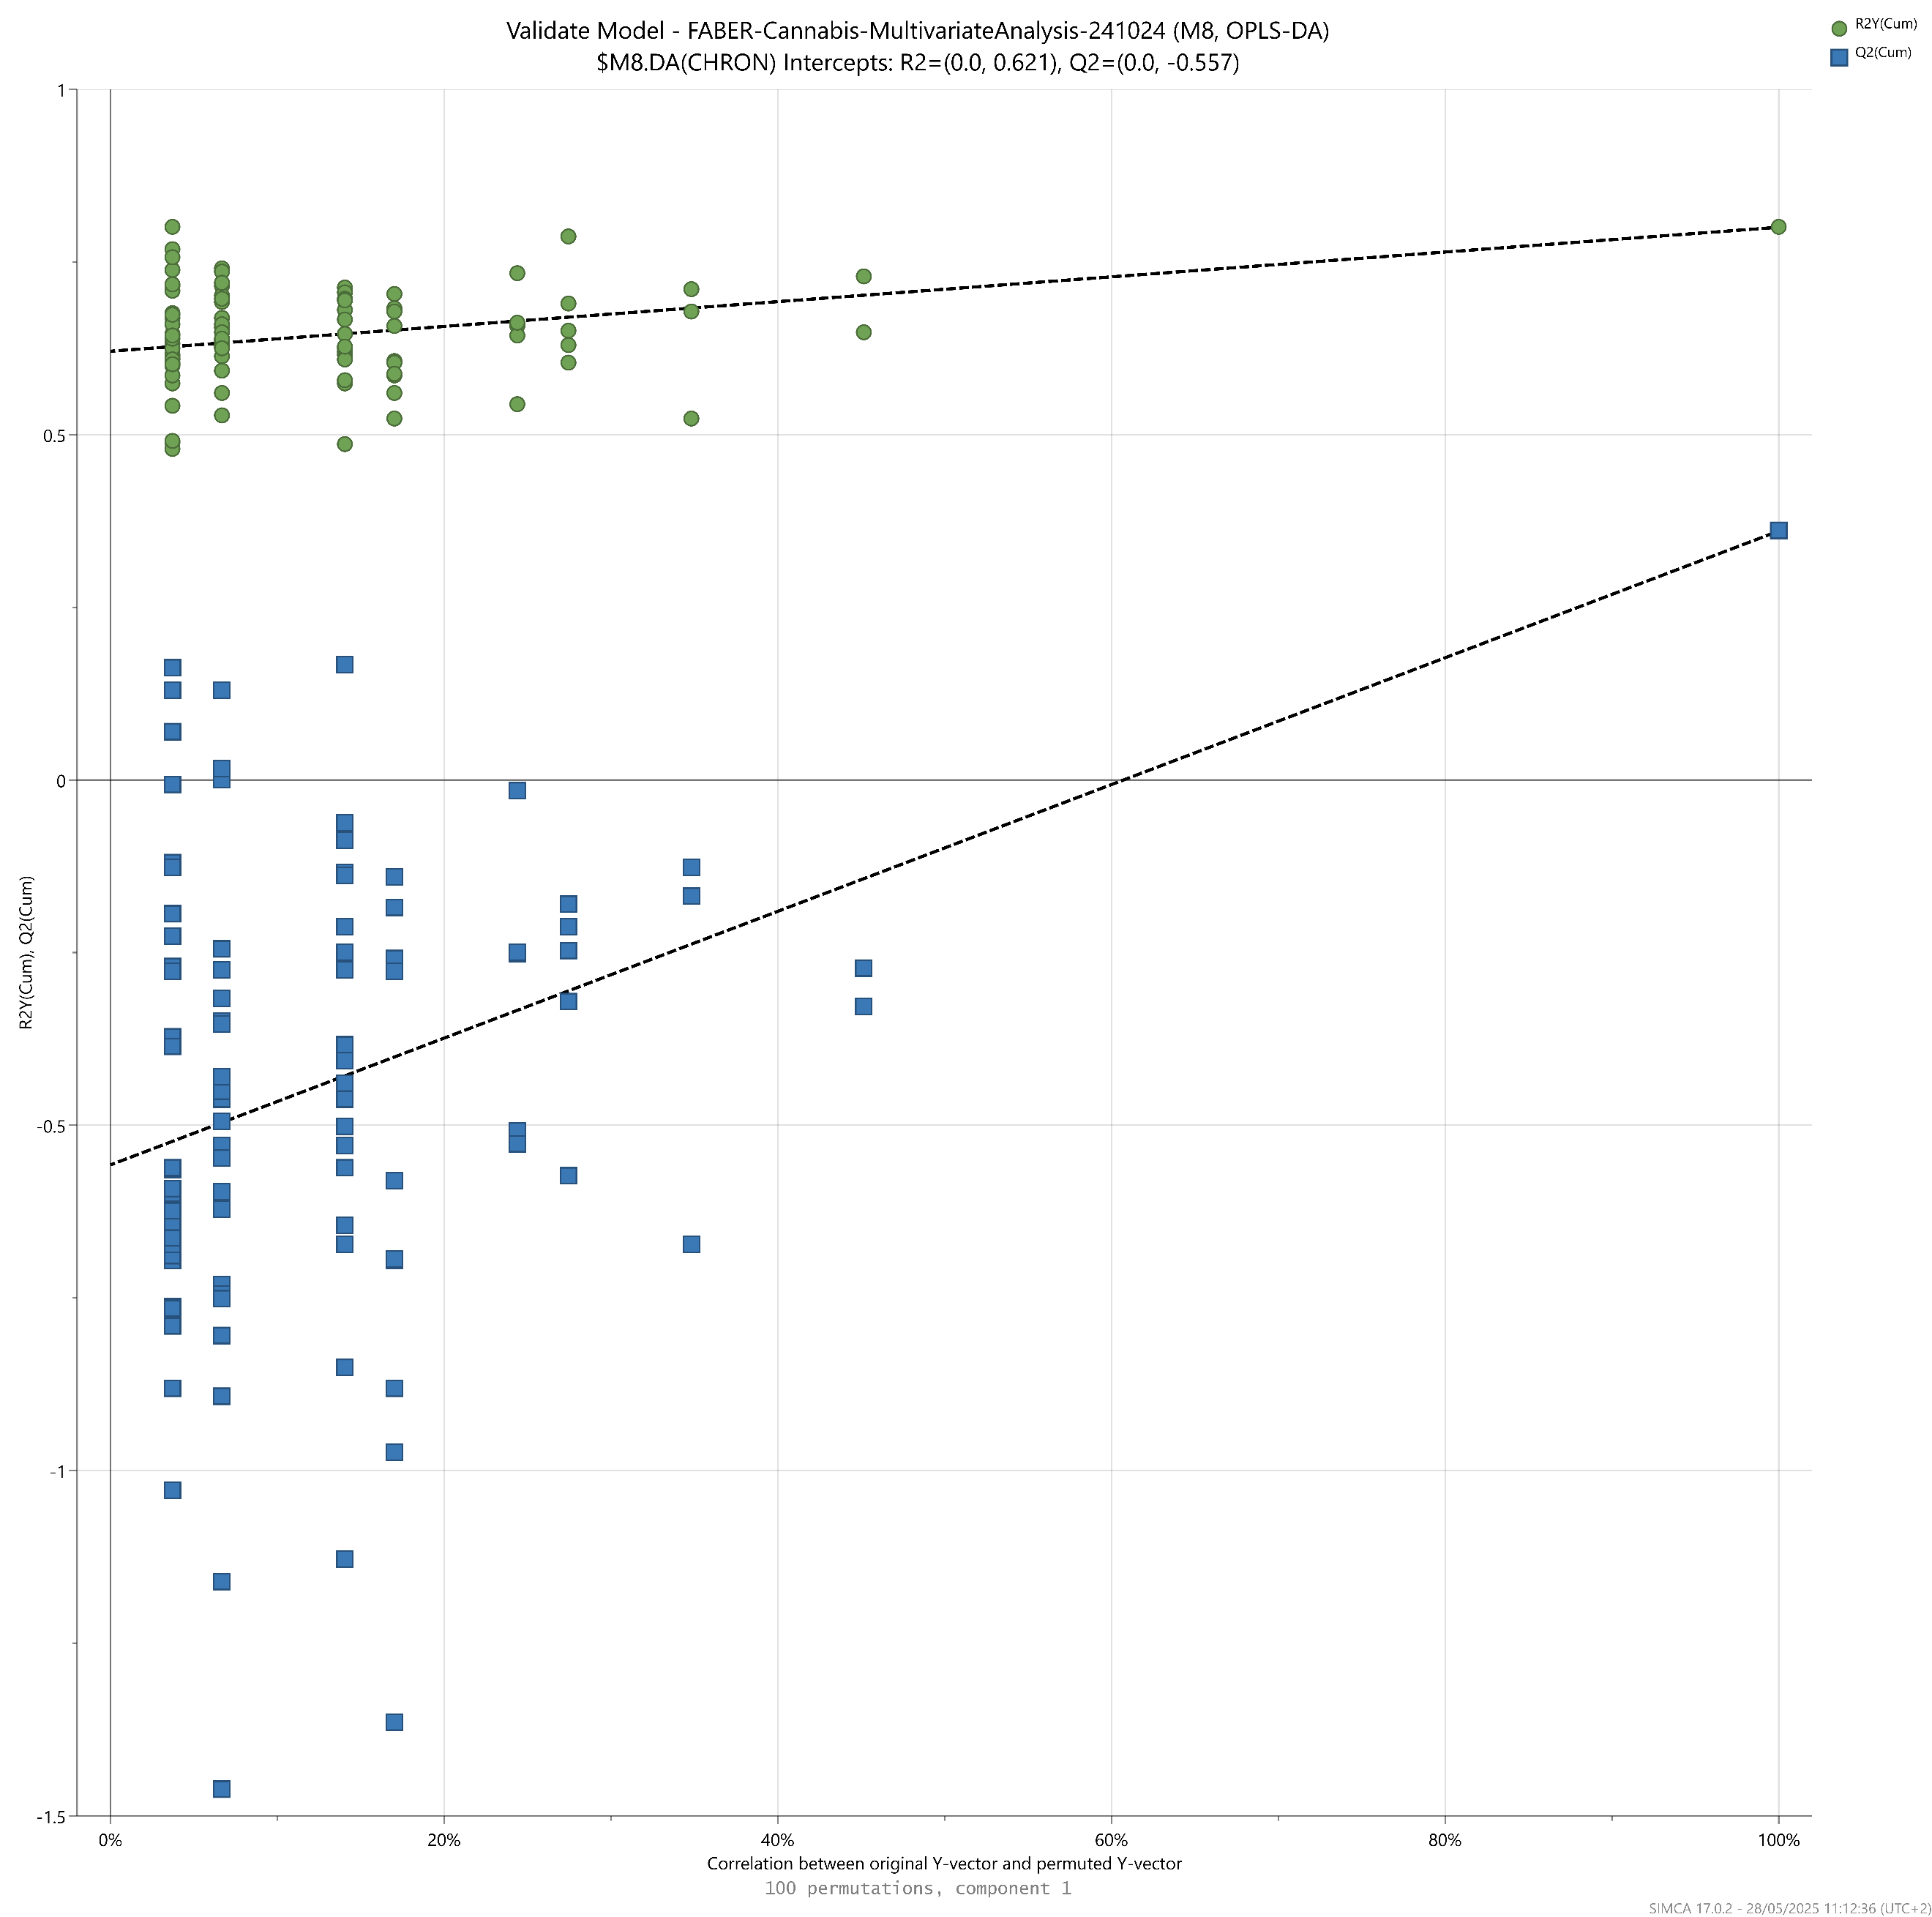 Validate Model - FABER-Cannabis-MultivariateAnalysis-241024 (M8, OPLS-DA)
$M8.DA(CHRON) Intercepts: R2=(0.0, 0.621), Q2=(0.0, -0.557)
R2Y(Cum)
Q2(Cum)
1
0.5
0
-0.5
-1
-1.5
R2Y(Cum), Q2(Cum)
0% 20% 40% 60% 80% 100%
Correlation between original Y-vector and permuted Y-vector
100 permutations, component 1
SIMCA 17.0.2 - 28/05/2025 11:12:36 (UTC+2)